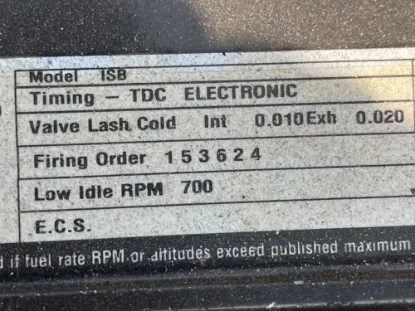 Model ISB
Timing – TDC ELECTRONIC
Valve Lash Cold Int 0.010 Exh 0.020
Firing Order 1 5 3 6 2 4
Low Idle RPM 700
E.C.S.
if fuel rate RPM or altitudes exceed published maximum